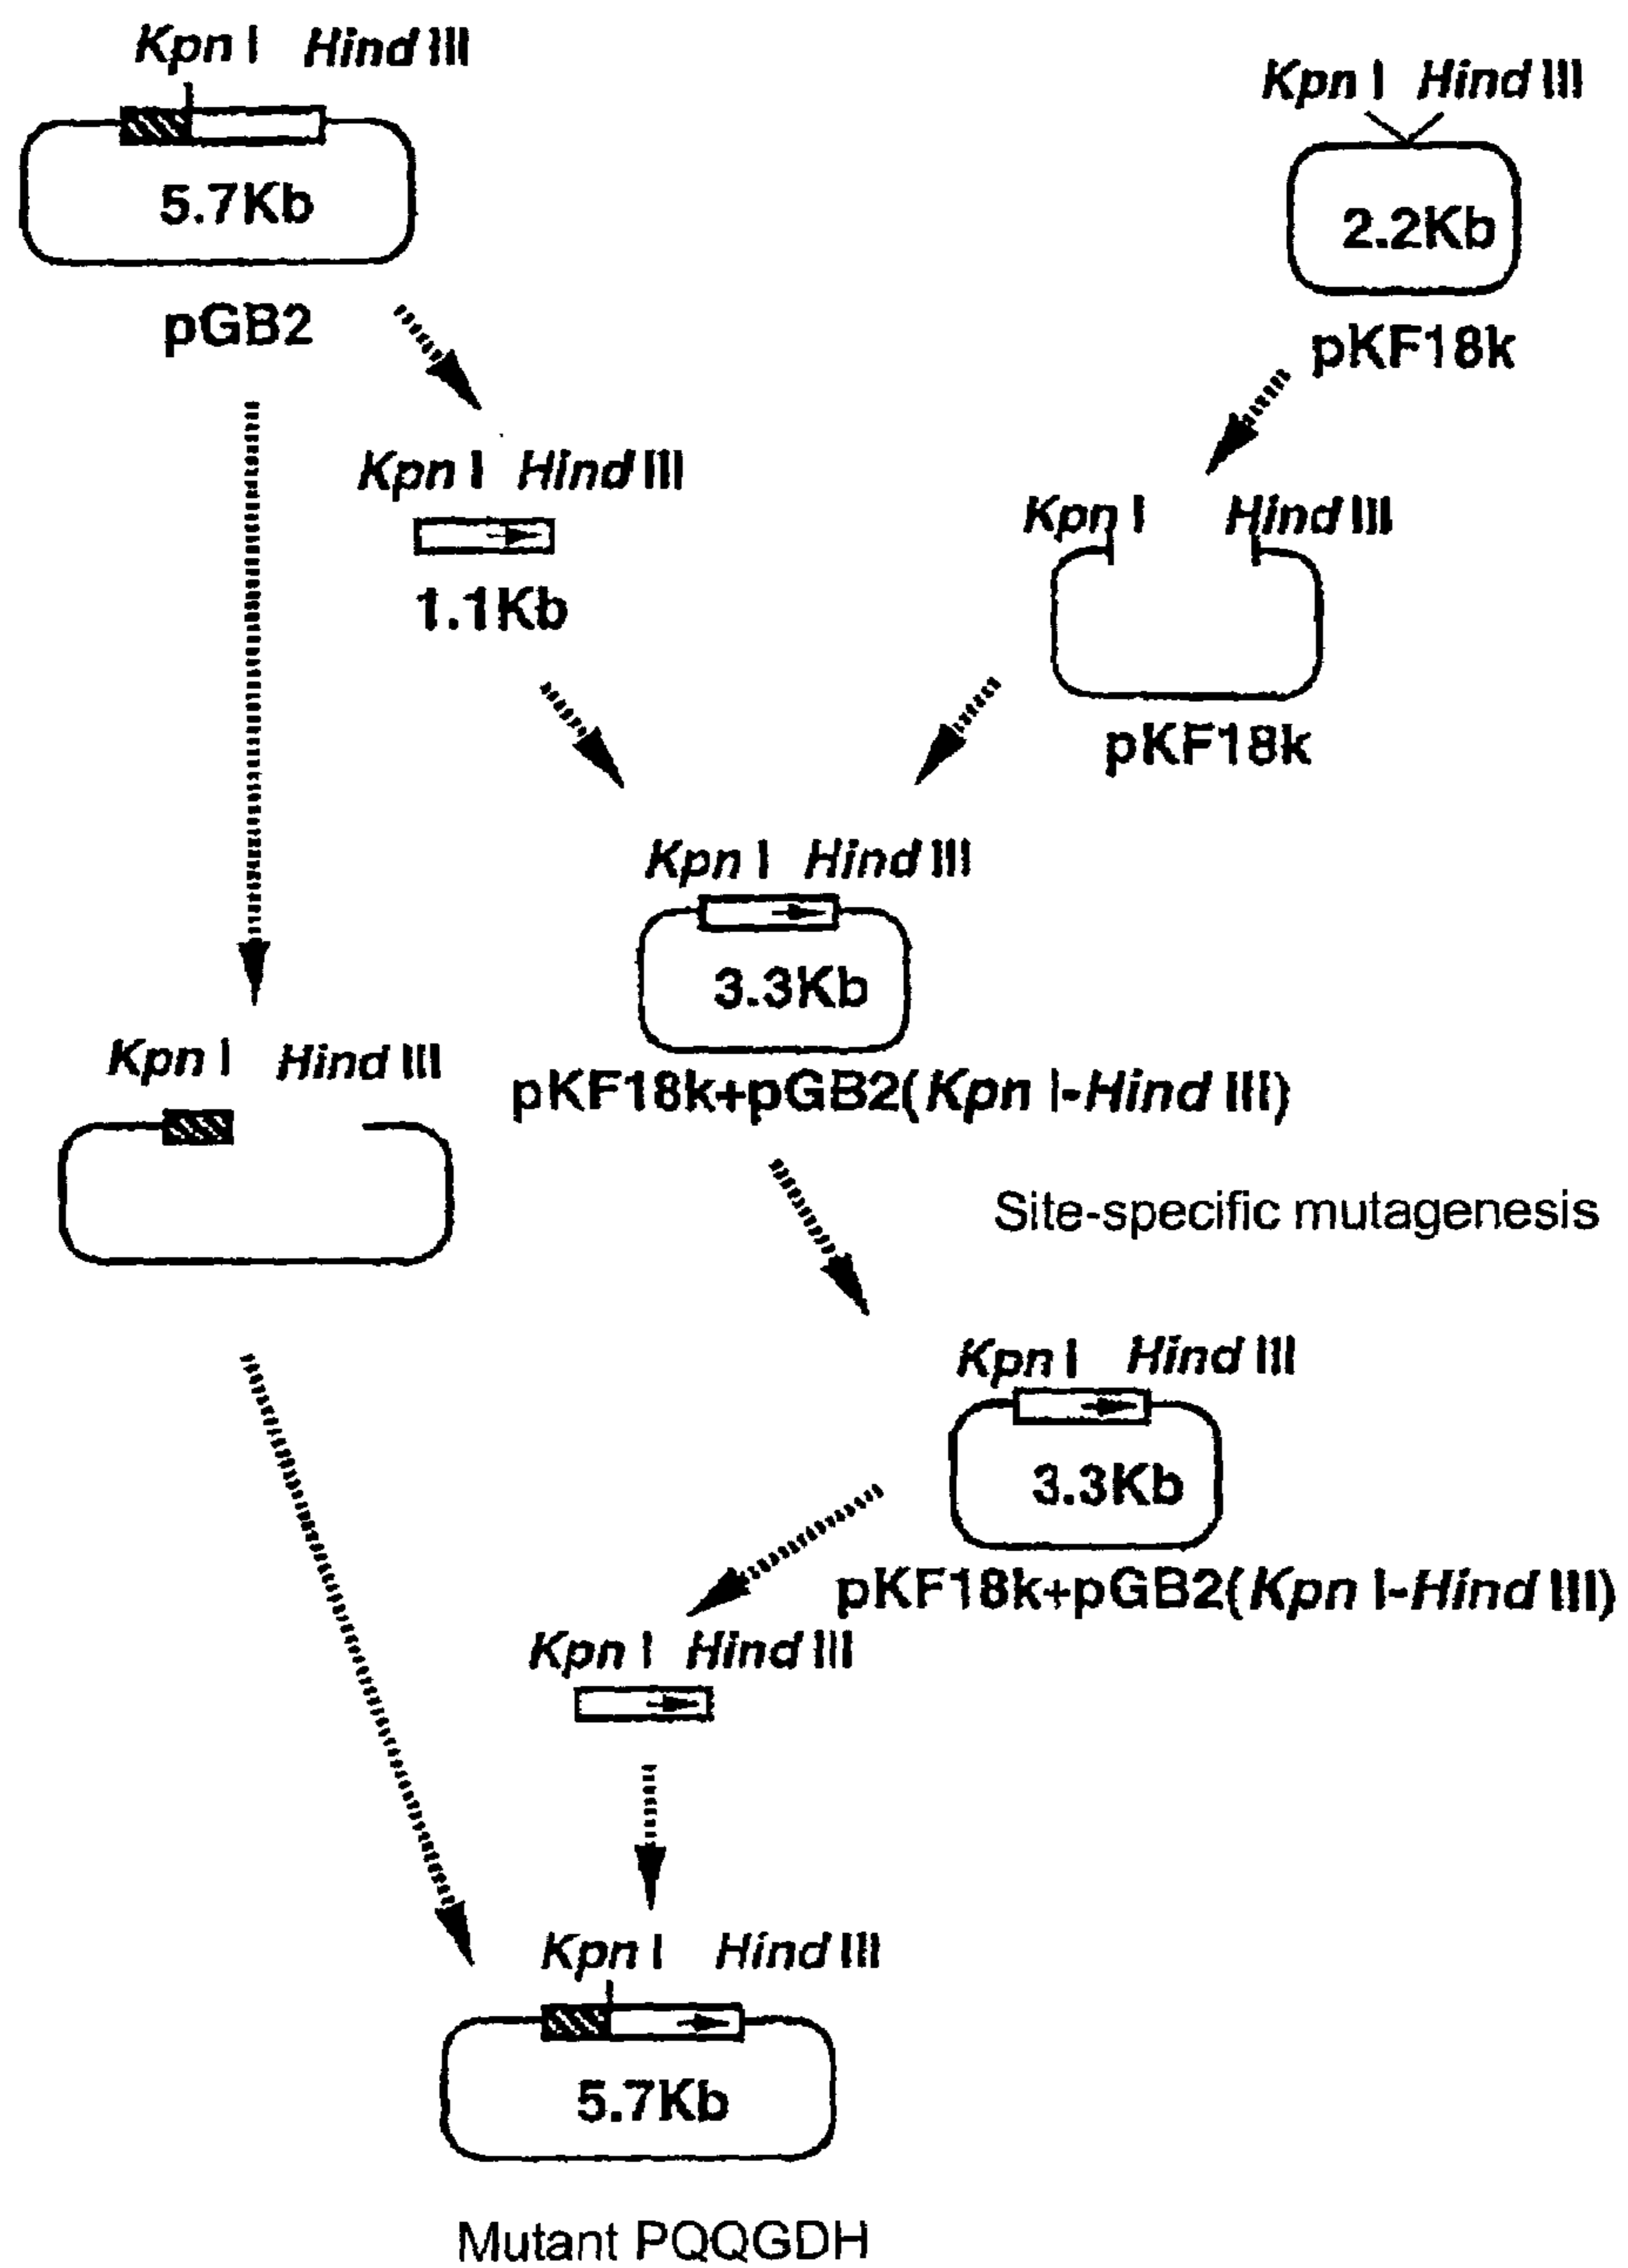 Kpn I Hind III
5.7Kb
pGB2
Kpn I Hind III
2.2Kb
pKF18k
Kpn I Hind III
1.1Kb
Kpn I Hind III
pKF18k
Kpn I Hind III
3.3Kb
pKF18k+pGB2(Kpn I-Hind III)
Kpn I Hind III
Site-specific mutagenesis
Kpn I Hind III
3.3Kb
pKF18k+pGB2(Kpn I-Hind III)
Kpn I Hind III
Kpn I Hind III
5.7Kb
Mutant PQQGDH